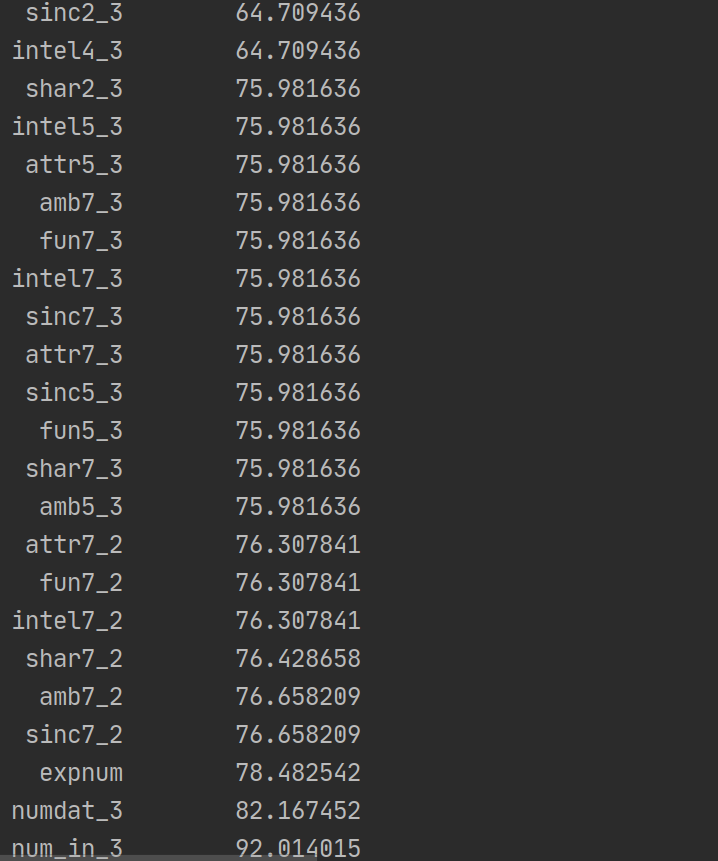 sinc2_3 64.709436
intel4_3 64.709436
shar2_3 75.981636
intel5_3 75.981636
attr5_3 75.981636
amb7_3 75.981636
fun7_3 75.981636
intel7_3 75.981636
sinc7_3 75.981636
attr7_3 75.981636
sinc5_3 75.981636
fun5_3 75.981636
shar7_3 75.981636
amb5_3 75.981636
attr7_2 76.307841
fun7_2 76.307841
intel7_2 76.307841
shar7_2 76.428658
amb7_2 76.658209
sinc7_2 76.658209
expnum 78.482542
numdat_3 82.167452
num_in_3 92.014015